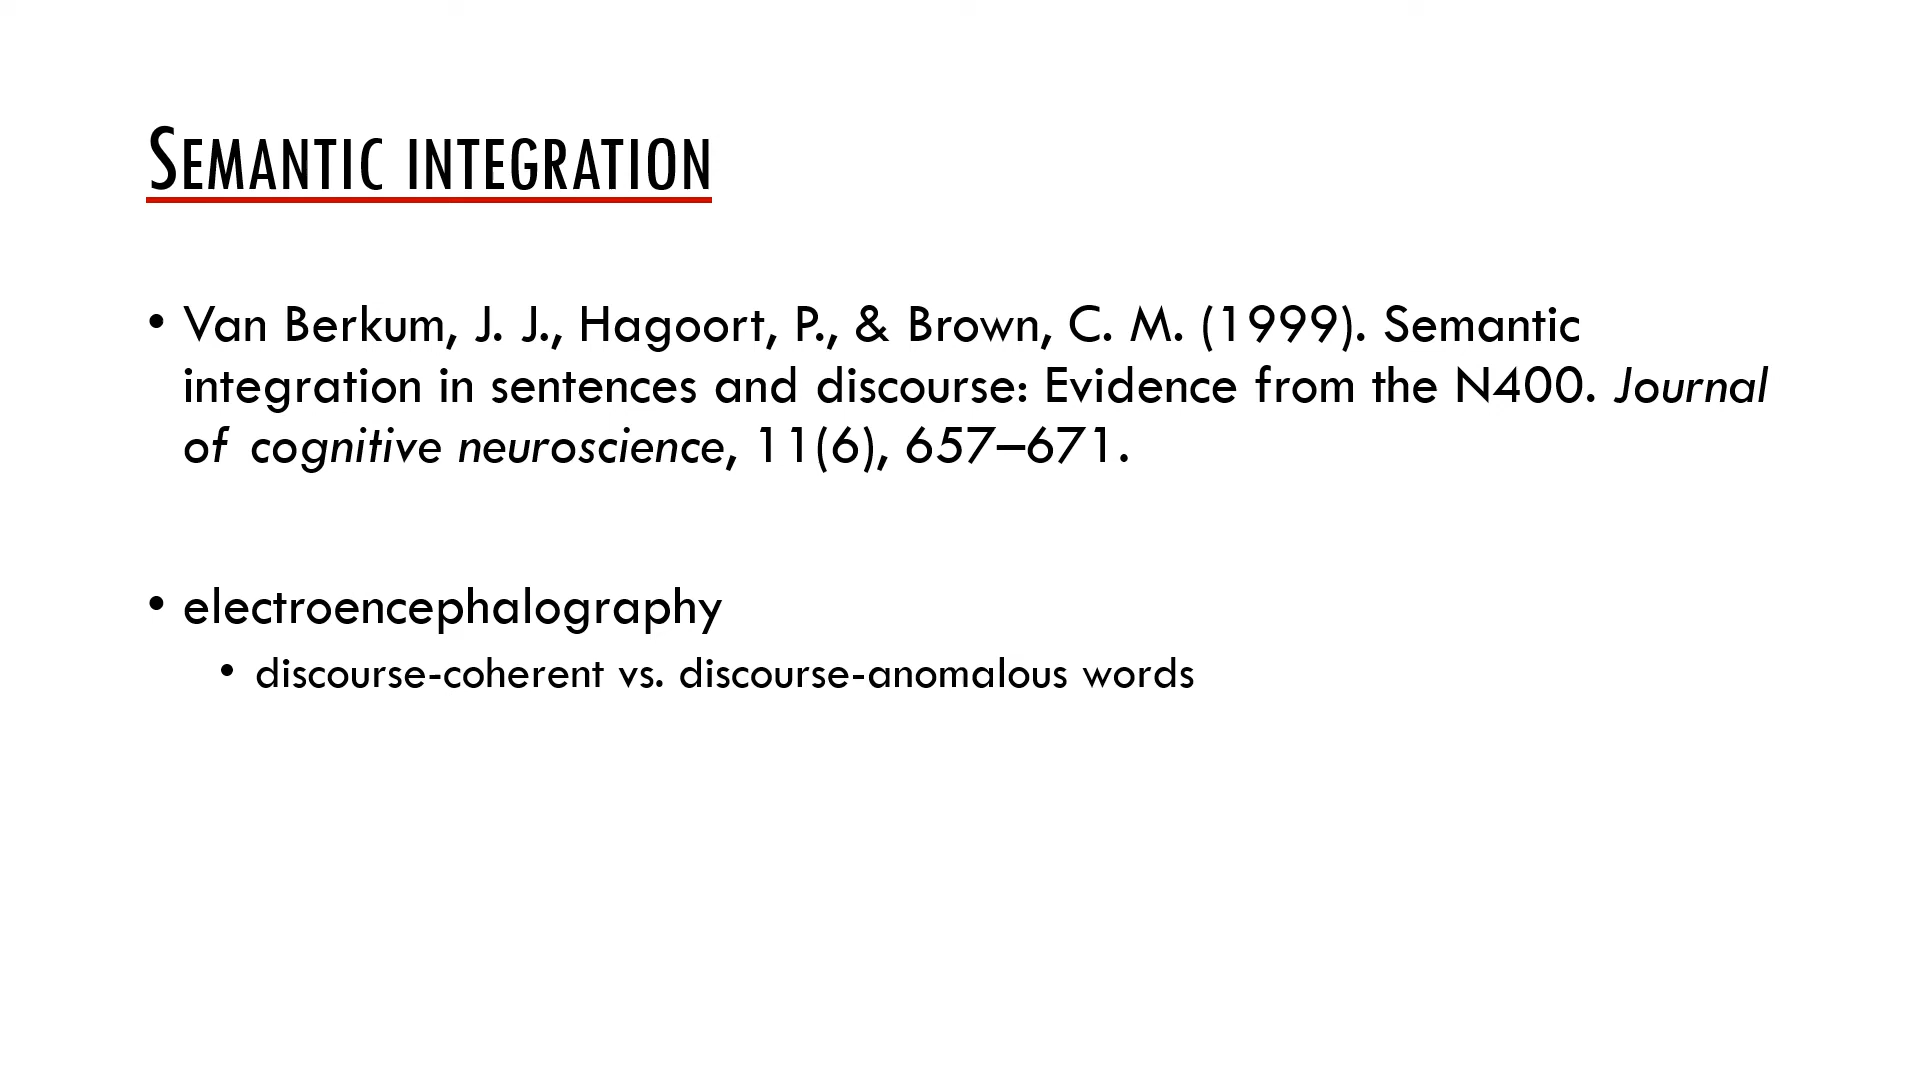 SEMANTIC INTEGRATION
• Van Berkum, J. J., Hagoort, P., & Brown, C. M. (1999). Semantic
integration in sentences and discourse: Evidence from the N400. Journal
of cognitive neuroscience, 11(6), 657–671.
• electroencephalography
• discourse-coherent vs. discourse-anomalous words